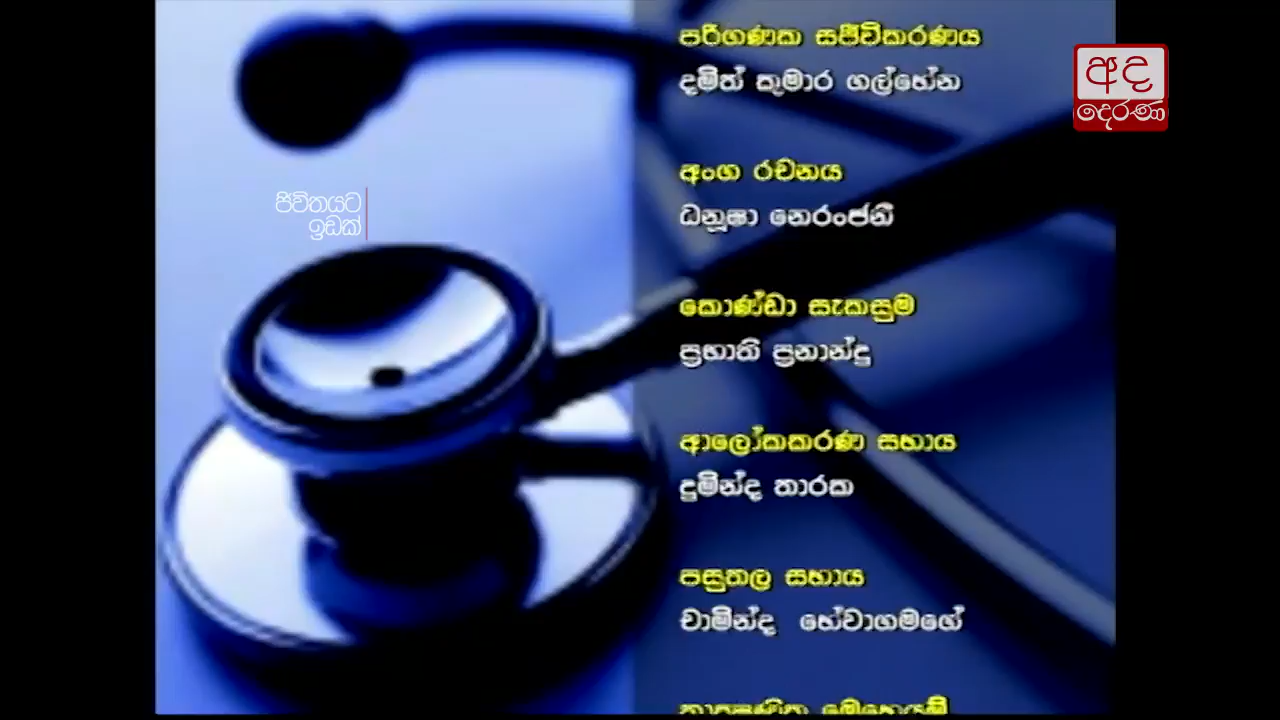 පරිගණක සජීවිකරණය
දමිත් කුමාර ගල්හේන
අද
දෙරණ
අංග රචනය
ධනූෂා නෙරංජනී
ජීවිතයට
ඉඩක්
කොණ්ඩා සැකසුම
ප්‍රභාති ප්‍රනාන්දු
ආලෝකකරණ සහාය
දුමින්ද තාරක
පසුතල සහාය
චාමින්ද හේවාගමගේ